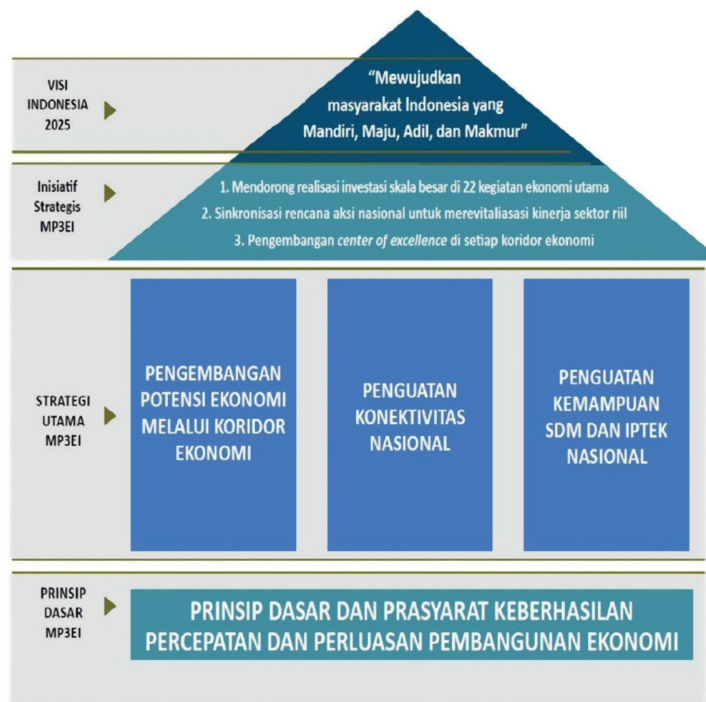 VISI
INDONESIA
2025
“Mewujudkan
masyarakat Indonesia yang
Mandiri, Maju, Adil, dan Makmur”
Inisiatif
Strategis
MP3EI
1. Mendorong realisasi investasi skala besar di 22 kegiatan ekonomi utama
2. Sinkronisasi rencana aksi nasional untuk merevitaliasasi kinerja sektor riil
3. Pengembangan center of excellence di setiap koridor ekonomi
STRATEGI
UTAMA
MP3EI
PENGEMBANGAN
POTENSI EKONOMI
MELALUI KORIDOR
EKONOMI
PENGUATAN
KONEKTIVITAS
NASIONAL
PENGUATAN
KEMAMPUAN
SDM DAN IPTEK
NASIONAL
PRINSIP
DASAR
MP3EI
PRINSIP DASAR DAN PRASYARAT KEBERHASILAN
PERCEPATAN DAN PERLUASAN PEMBANGUNAN EKONOMI